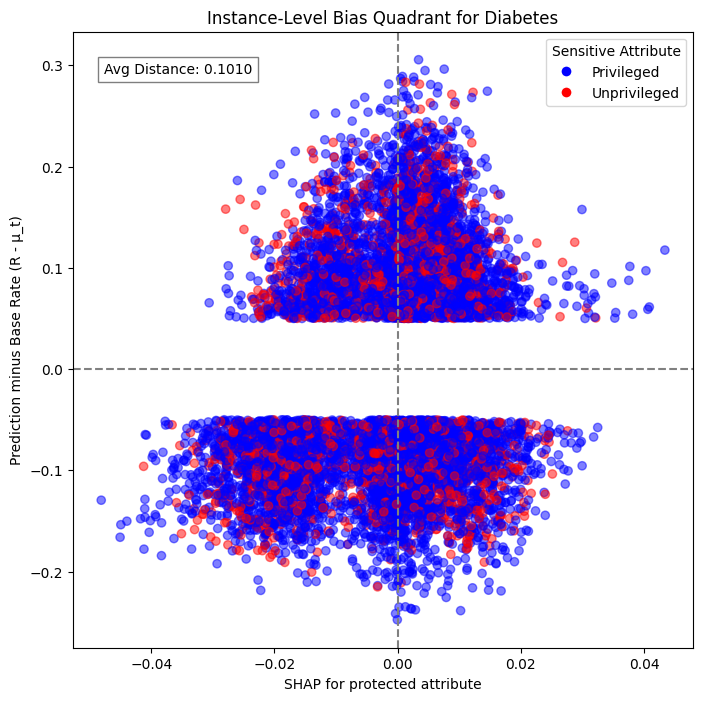 Instance-Level Bias Quadrant for Diabetes
Avg Distance: 0.1010
Sensitive Attribute
Privileged
Unprivileged
0.3
0.2
0.1
0.0
−0.1
−0.2
Prediction minus Base Rate (R - μ_t)
−0.04
−0.02
0.00
0.02
0.04
SHAP for protected attribute